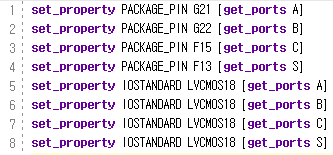 1 set_property PACKAGE_PIN G21 [get_ports A]
2 set_property PACKAGE_PIN G22 [get_ports B]
3 set_property PACKAGE_PIN F15 [get_ports C]
4 set_property PACKAGE_PIN F13 [get_ports S]
5 set_property IOSTANDARD LVCMOS18 [get_ports A]
6 set_property IOSTANDARD LVCMOS18 [get_ports B]
7 set_property IOSTANDARD LVCMOS18 [get_ports C]
8 set_property IOSTANDARD LVCMOS18 [get_ports S]